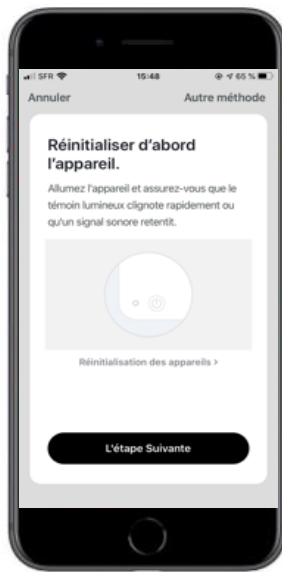 SFR 15:48 65 %
Annuler Autre méthode
Réinitialiser d'abord
l'appareil.
Allumez l'appareil et assurez-vous que le
témoin lumineux clignote rapidement ou
qu'un signal sonore retentit.
Réinitialisation des appareils >
L'étape Suivante